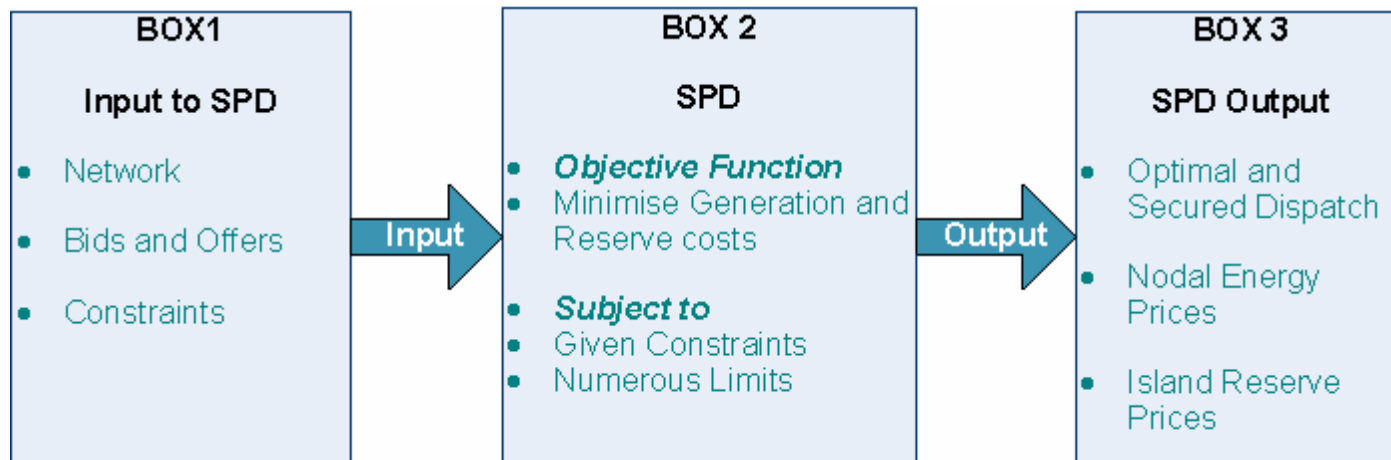 BOX1
Input to SPD
• Network
• Bids and Offers
• Constraints
Input
BOX 2
SPD
• Objective Function
• Minimise Generation and
Reserve costs
• Subject to
• Given Constraints
• Numerous Limits
Output
BOX 3
SPD Output
• Optimal and
Secured Dispatch
• Nodal Energy
Prices
• Island Reserve
Prices